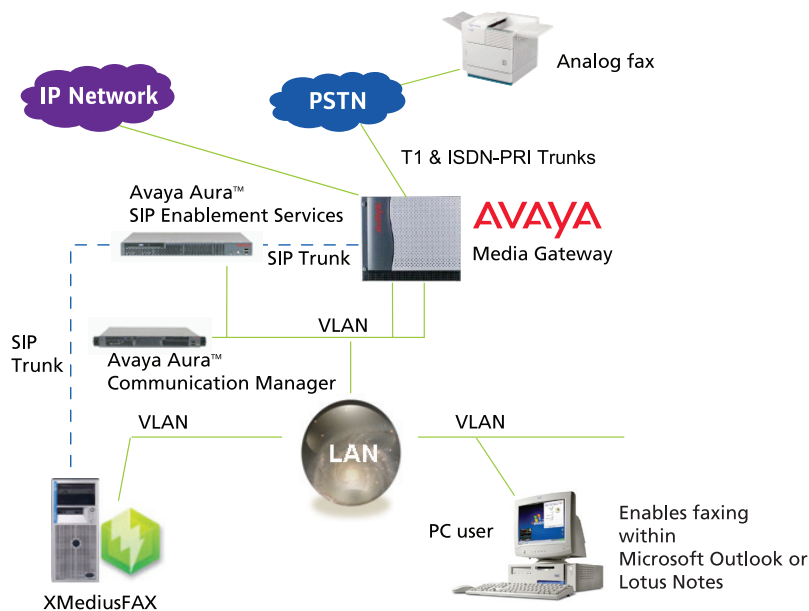 Analog fax
IP Network
PSTN
T1 & ISDN-PRI Trunks
Avaya Aura™
SIP Enablement Services
AVAYA
SIP Trunk
Media Gateway
VLAN
SIP
Trunk
Avaya Aura™
Communication Manager
VLAN
VLAN
LAN
PC user
Enables faxing
within
Microsoft Outlook or
Lotus Notes
XMediusFAX